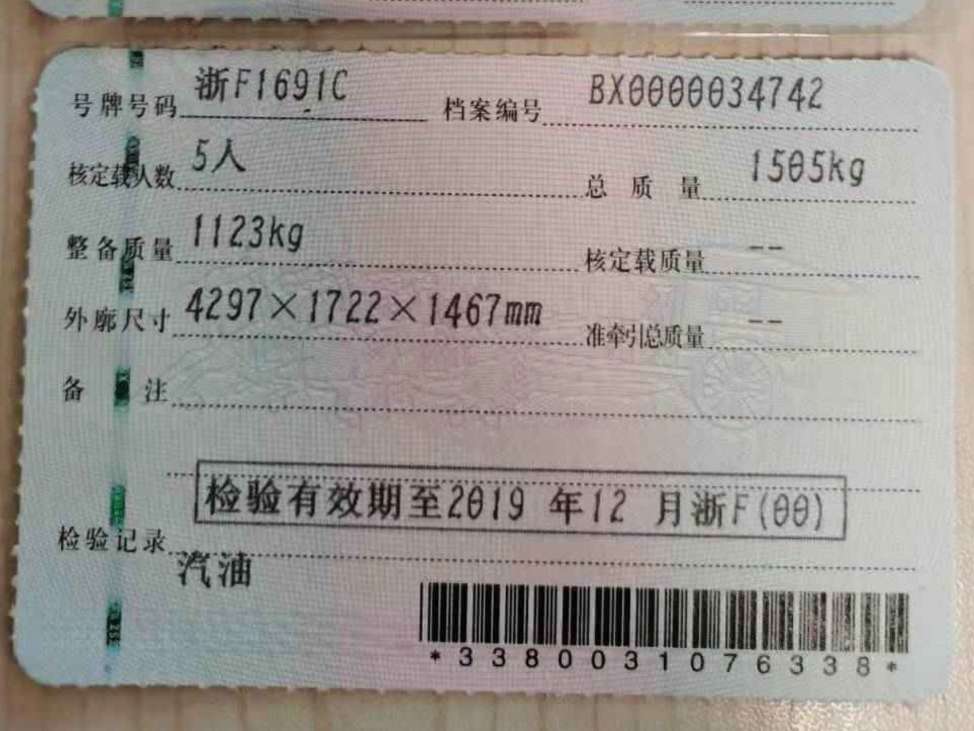 号牌号码 浙F1691C 档案编号 BX0000034742
核定载人数 5人 总质量 1505kg
整备质量 1123kg 核定载质量 --
外廓尺寸 4297×1722×1467mm 准牵引总质量 --
备注
检验有效期至2019 年12 月浙F(00)
检验记录
汽油
*3380031076338*